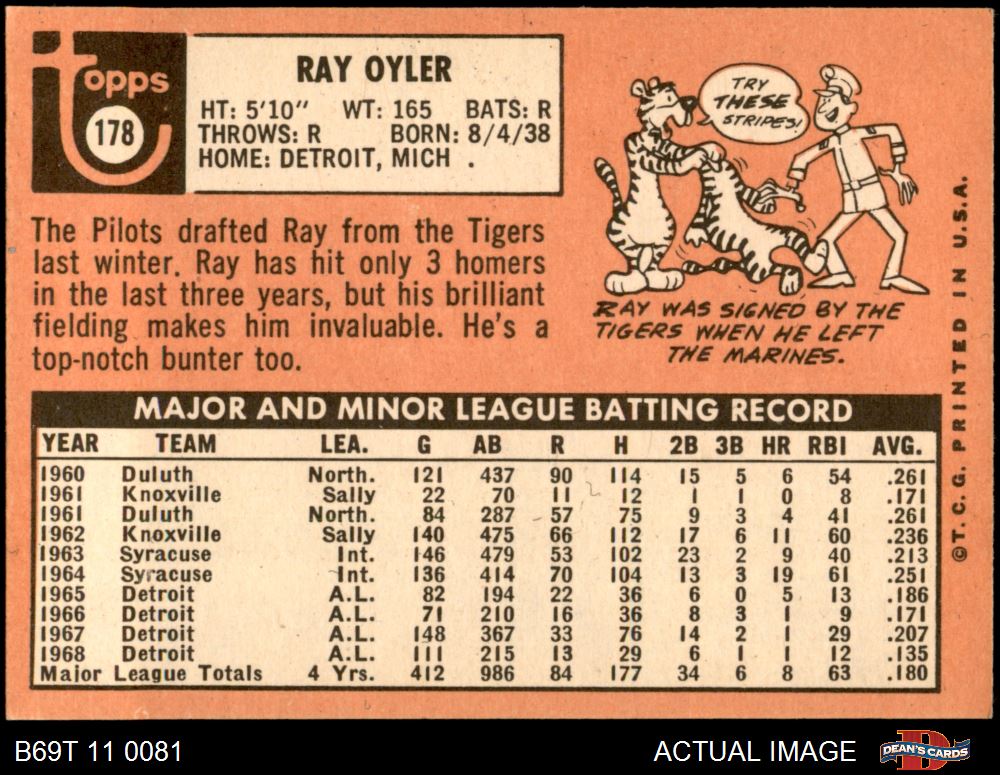 Topps
178
RAY OYLER
HT: 5'10" WT: 165 BATS: R
THROWS: R BORN: 8/4/38
HOME: DETROIT, MICH .
The Pilots drafted Ray from the Tigers
last winter. Ray has hit only 3 homers
in the last three years, but his brilliant
fielding makes him invaluable. He's a
top-notch bunter too.
TRY
THESE
STRIPES!
RAY WAS SIGNED BY THE
TIGERS WHEN HE LEFT
THE MARINES.
MAJOR AND MINOR LEAGUE BATTING RECORD
YEAR TEAM LEA. G AB R H 2B 3B HR RBI AVG.
1960 Duluth North. 121 437 90 114 15 5 6 54 .261
1961 Knoxville Sally 22 70 11 12 1 1 0 8 .171
1961 Duluth North. 84 287 57 75 9 3 4 41 .261
1962 Knoxville Sally 140 475 66 112 17 6 11 60 .236
1963 Syracuse Int. 146 479 53 102 23 2 9 40 .213
1964 Syracuse Int. 136 414 70 104 13 3 19 61 .251
1965 Detroit A.L. 82 194 22 36 6 0 5 13 .186
1966 Detroit A.L. 71 210 16 36 8 3 1 9 .171
1967 Detroit A.L. 148 367 33 76 14 2 1 29 .207
1968 Detroit A.L. 111 215 13 29 6 1 1 12 .135
Major League Totals 4 Yrs. 412 986 84 177 34 6 8 63 .180
©T.C.G. PRINTED IN U.S.A.
B69T 11 0081
ACTUAL IMAGE
DEAN'S CARDS